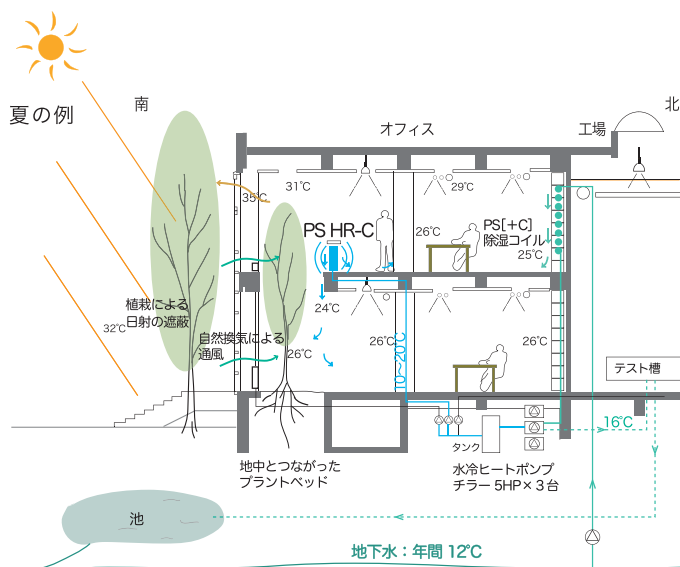 夏の例
南
オフィス
工場
北
35℃
31℃
29℃
PS HR-C
26℃
PS[+C]
除湿コイル
25℃
植栽による
日射の遮蔽
32℃
自然換気による
通風
26℃
24℃
26℃
10～20℃
26℃
テスト槽
タンク
16℃
地中とつながった
プラントベッド
水冷ヒートポンプ
チラー 5HP×３台
池
地下水：年間 12℃